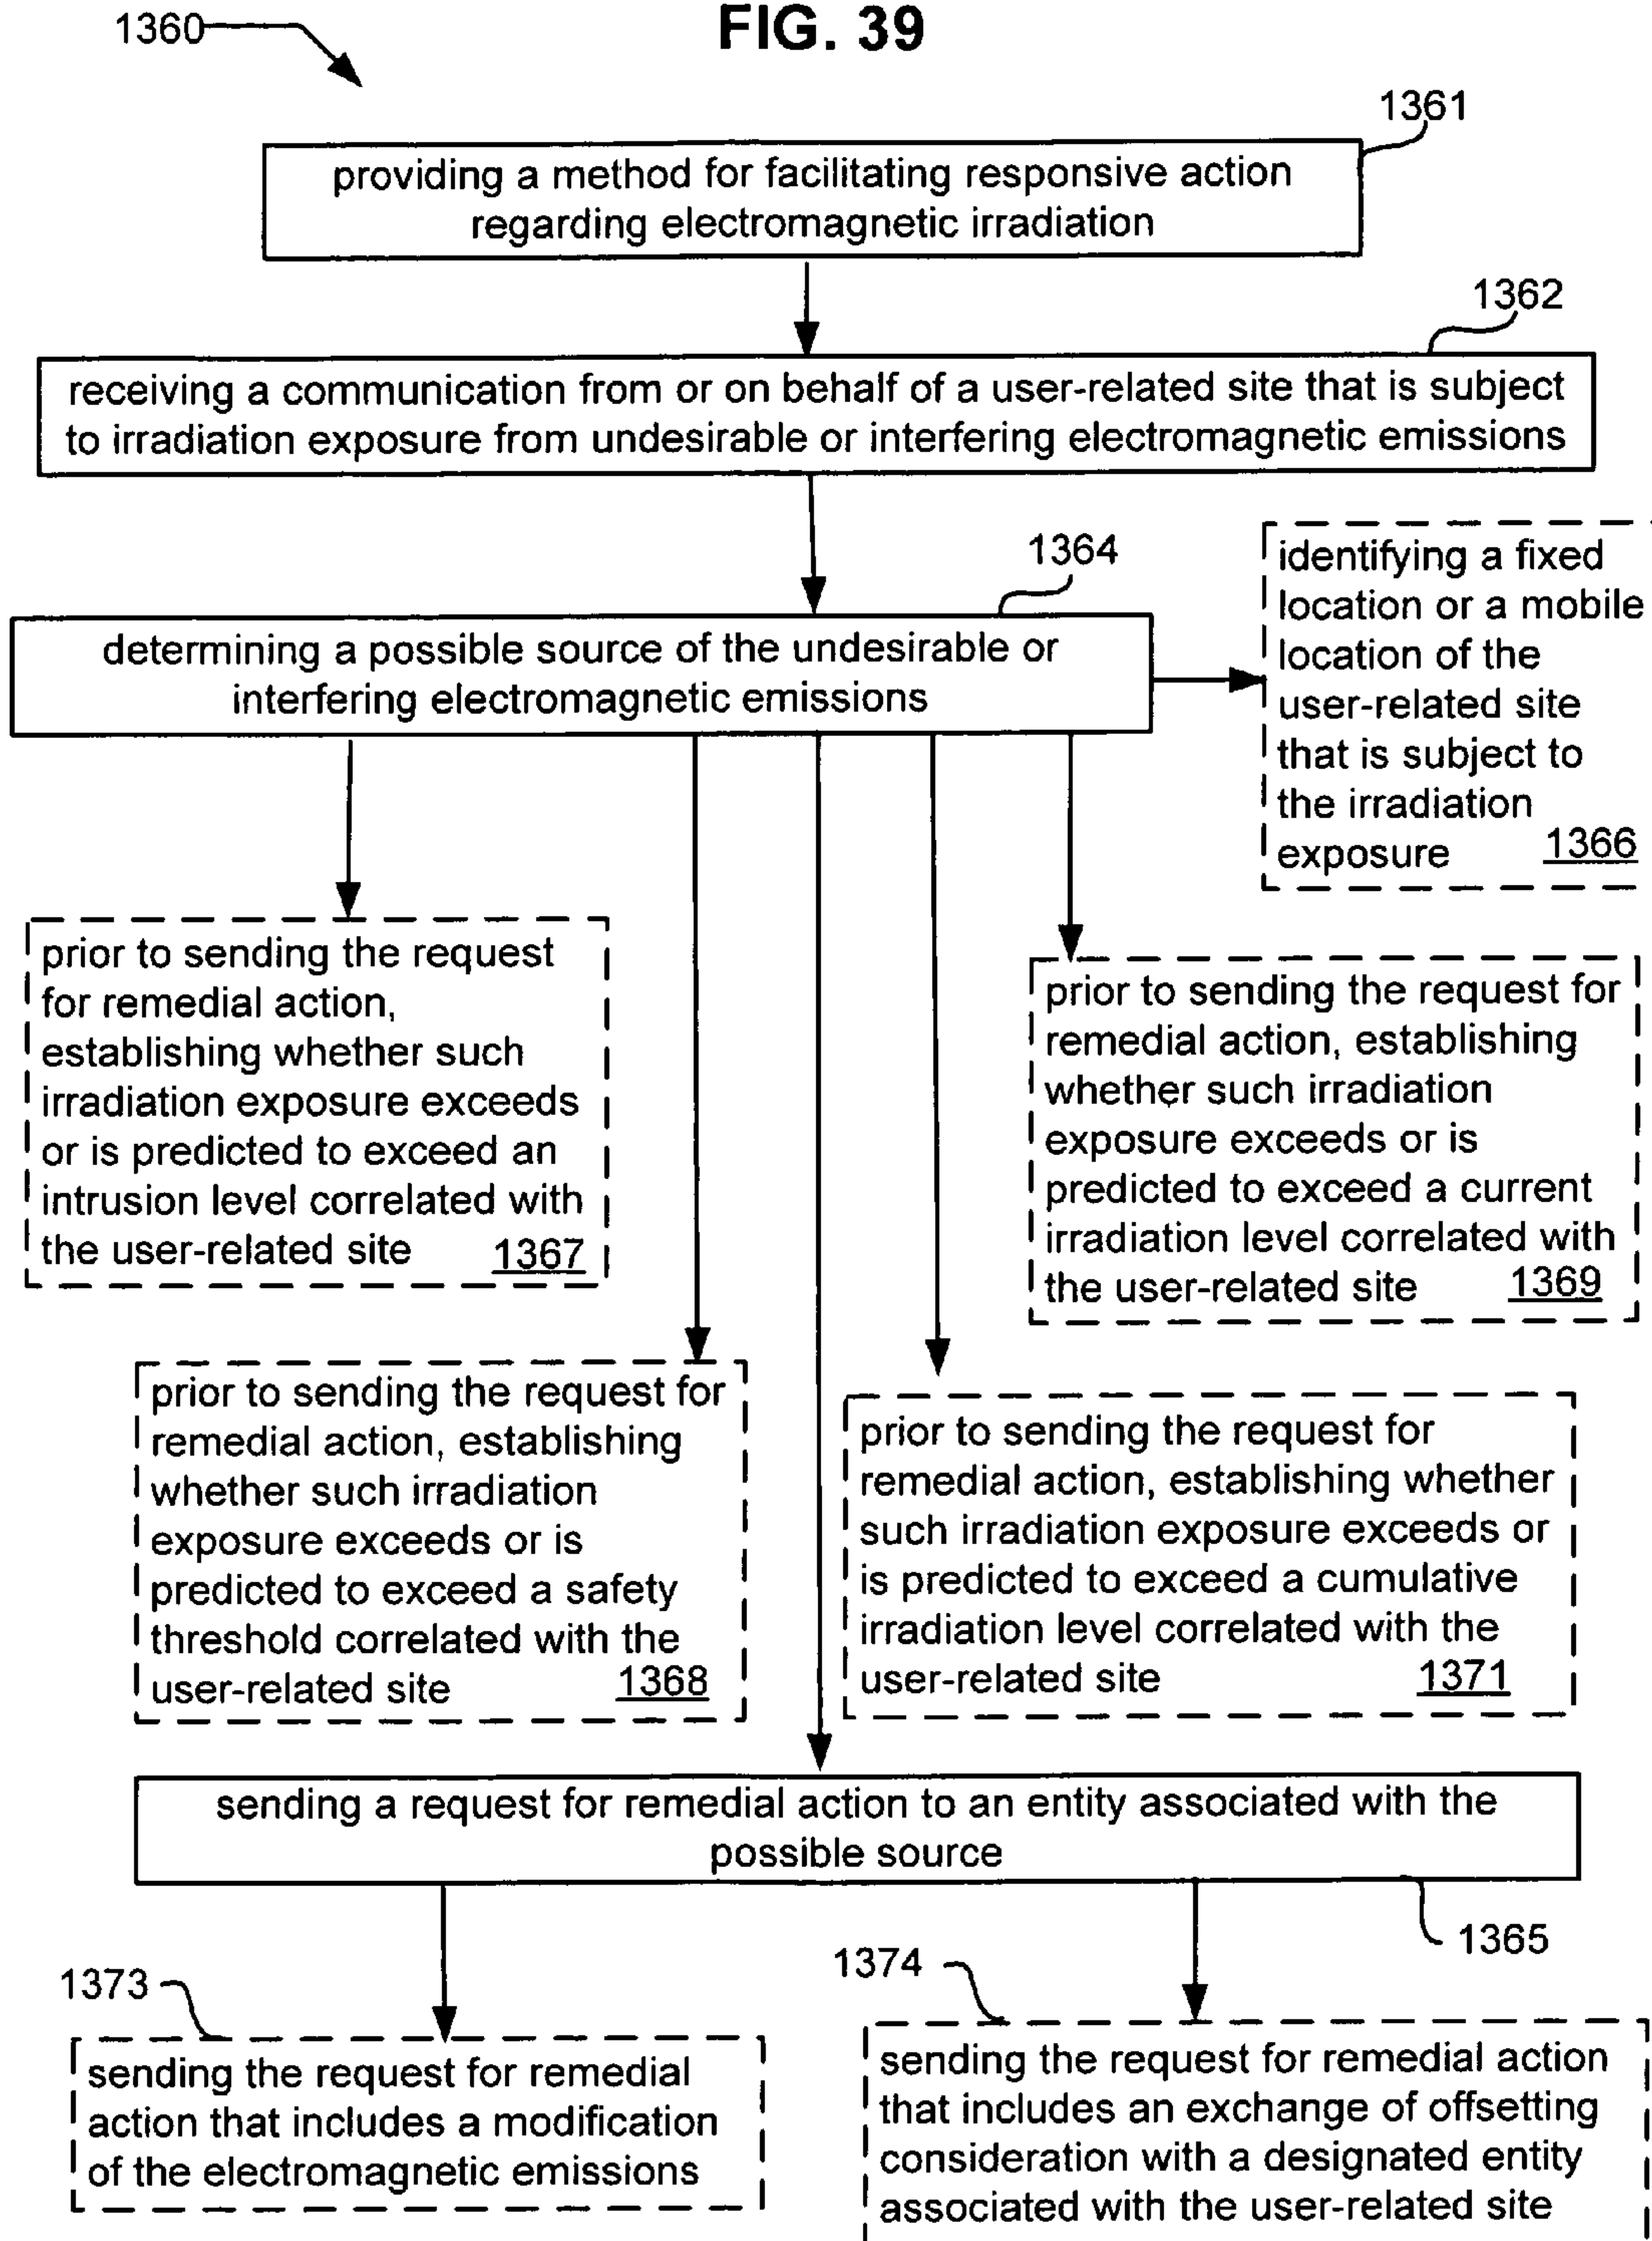 FIG. 39
1360
1361
providing a method for facilitating responsive action
regarding electromagnetic irradiation
1362
receiving a communication from or on behalf of a user-related site that is subject
to irradiation exposure from undesirable or interfering electromagnetic emissions
1364
determining a possible source of the undesirable or
interfering electromagnetic emissions
identifying a fixed
location or a mobile
location of the
user-related site
that is subject to
the irradiation
exposure 1366
prior to sending the request
for remedial action,
establishing whether such
irradiation exposure exceeds
or is predicted to exceed an
intrusion level correlated with
the user-related site 1367
prior to sending the request for
remedial action, establishing
whether such irradiation
exposure exceeds or is
predicted to exceed a current
irradiation level correlated with
the user-related site 1369
prior to sending the request for
remedial action, establishing
whether such irradiation
exposure exceeds or is
predicted to exceed a safety
threshold correlated with the
user-related site 1368
prior to sending the request for
remedial action, establishing whether
such irradiation exposure exceeds or
is predicted to exceed a cumulative
irradiation level correlated with the
user-related site 1371
sending a request for remedial action to an entity associated with the
possible source
1365
1373
sending the request for remedial
action that includes a modification
of the electromagnetic emissions
1374
sending the request for remedial action
that includes an exchange of offsetting
consideration with a designated entity
associated with the user-related site